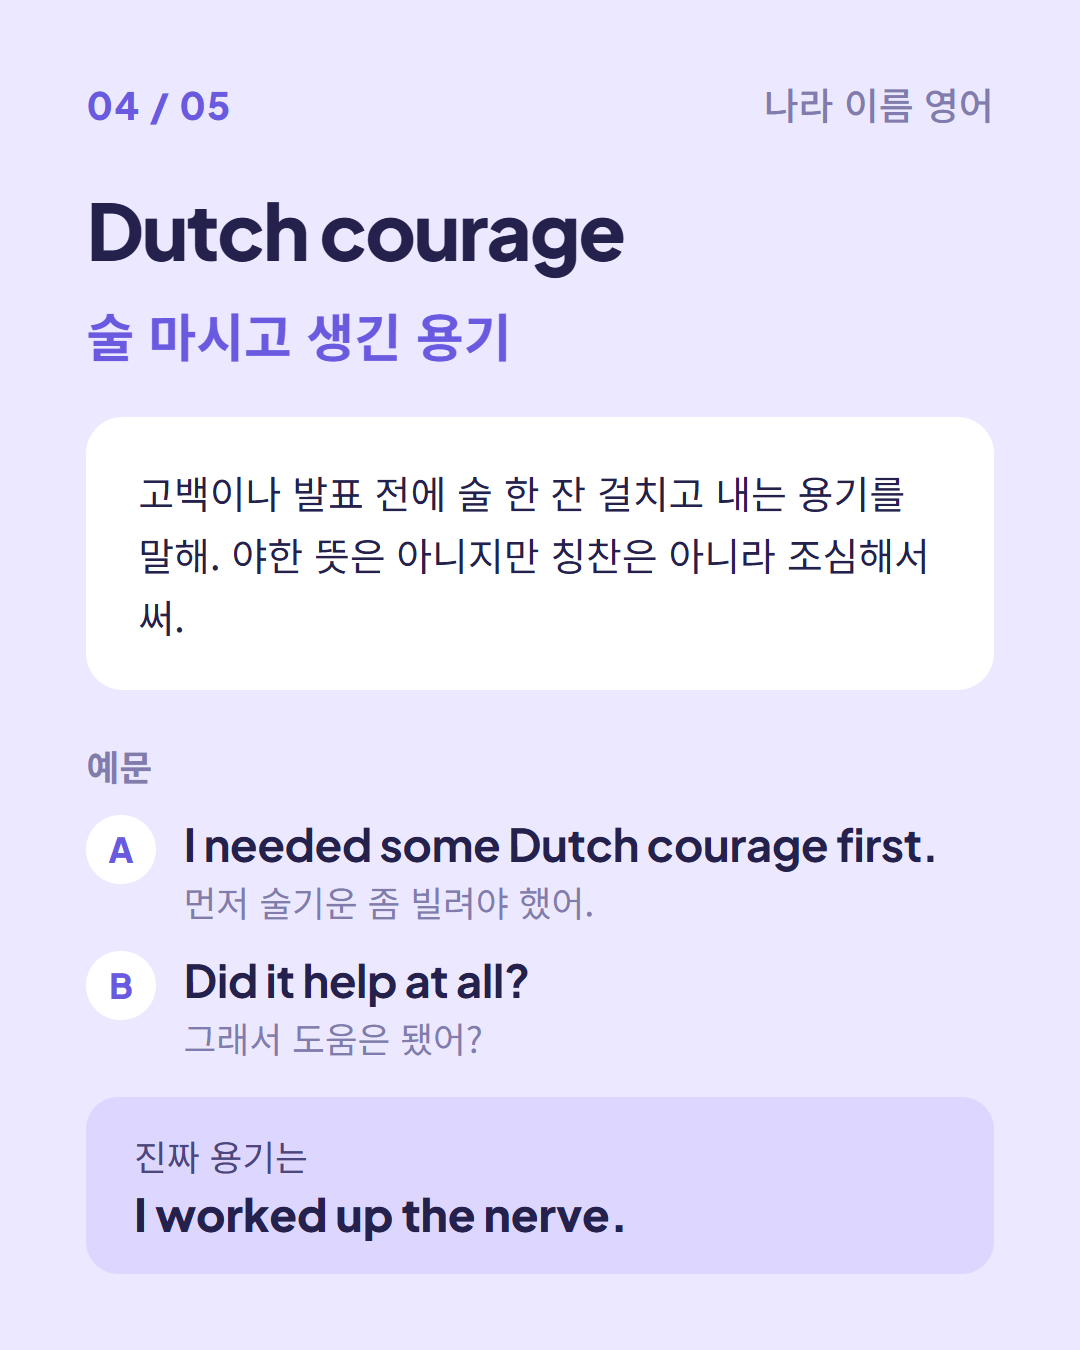 04 / 05
나라 이름 영어
Dutch courage
술 마시고 생긴 용기
고백이나 발표 전에 술 한 잔 걸치고 내는 용기를
말해. 야한 뜻은 아니지만 칭찬은 아니라 조심해서
써.
예문
A
I needed some Dutch courage first.
먼저 술기운 좀 빌려야 했어.
B
Did it help at all?
그래서 도움은 됐어?
진짜 용기는
I worked up the nerve.